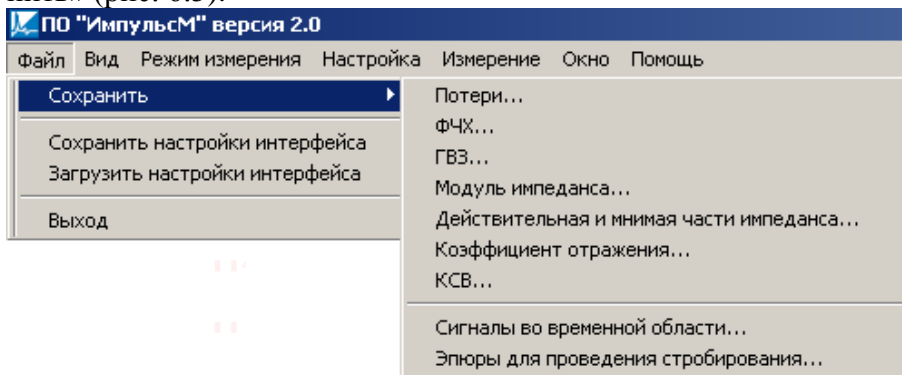 ПО "ИмпульсМ" версия 2.0
Файл Вид Режим измерения Настройка Измерение Окно Помощь
Сохранить
Сохранить настройки интерфейса
Загрузить настройки интерфейса
Выход
Потери...
ФЧХ...
ГВЗ...
Модуль импеданса...
Действительная и мнимая части импеданса...
Коэффициент отражения...
КСВ...
Сигналы во временной области...
Эпюры для проведения стробирования...